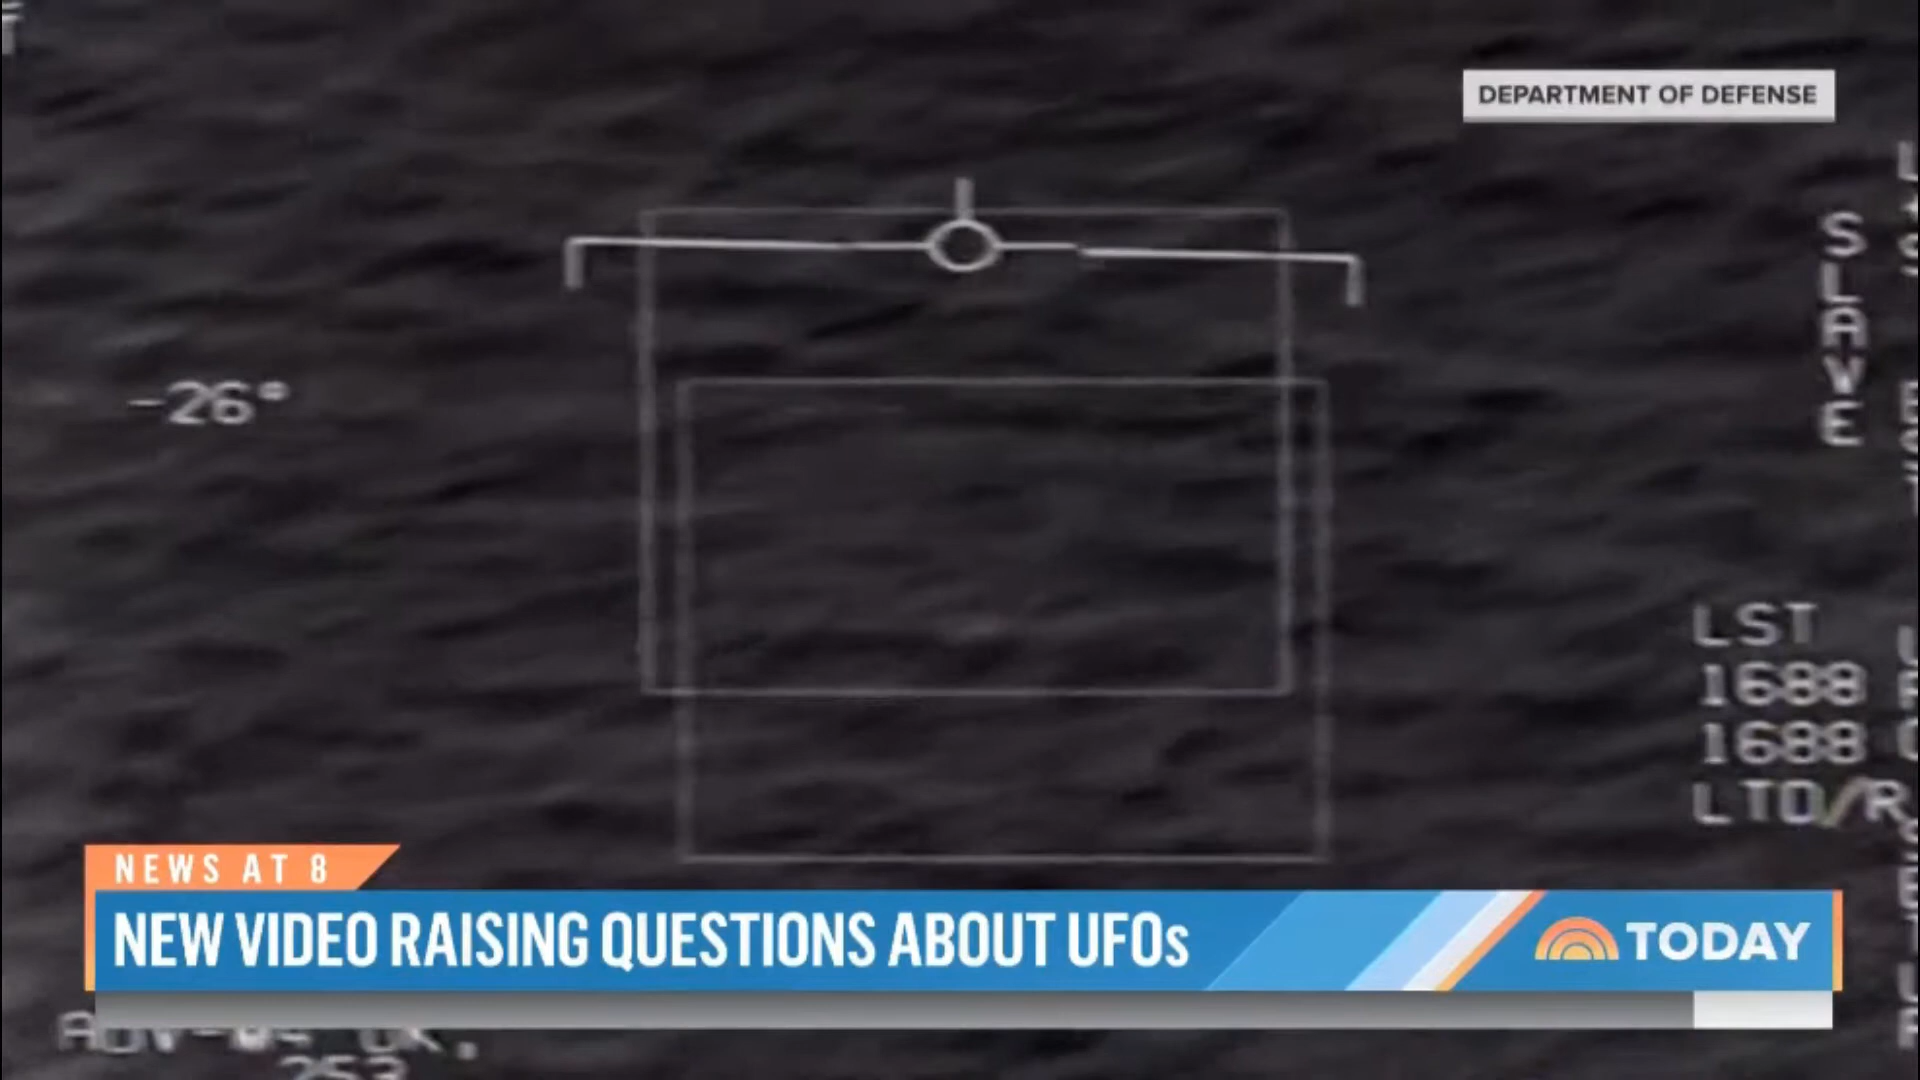 DEPARTMENT OF DEFENSE
SLAVE
-26°
LST
1688
1688
LTD/R
NEWS AT 8
NEW VIDEO RAISING QUESTIONS ABOUT UFOs
TODAY
253